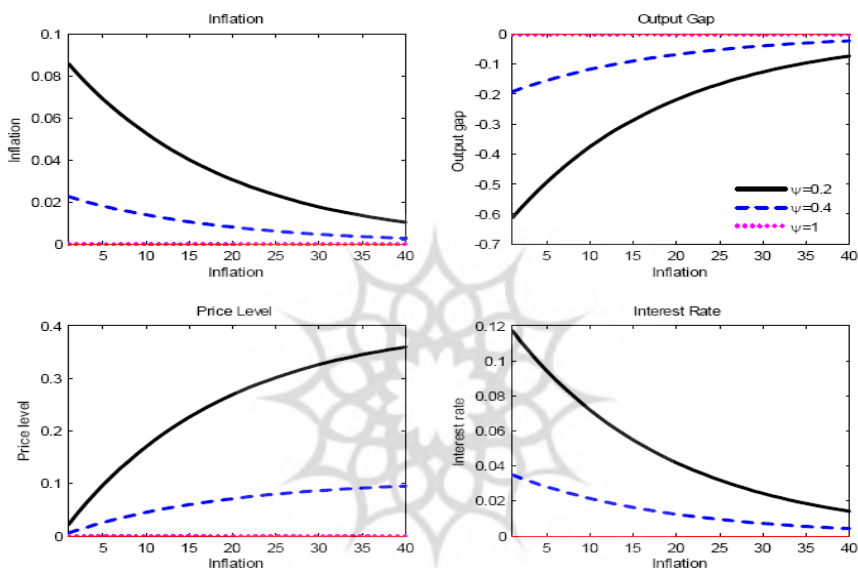 Inflation
0.1
0.08
0.06
0.04
0.02
0
Inflation
5 10 15 20 25 30 35 40
Inflation
Output Gap
0
-0.1
-0.2
-0.3
-0.4
-0.5
-0.6
-0.7
Output gap
ψ=0.2
ψ=0.4
ψ=1
5 10 15 20 25 30 35 40
Inflation
Price Level
0.4
0.3
0.2
0.1
0
Price level
5 10 15 20 25 30 35 40
Inflation
Interest Rate
0.12
0.1
0.08
0.06
0.04
0.02
0
Interest rate
5 10 15 20 25 30 35 40
Inflation